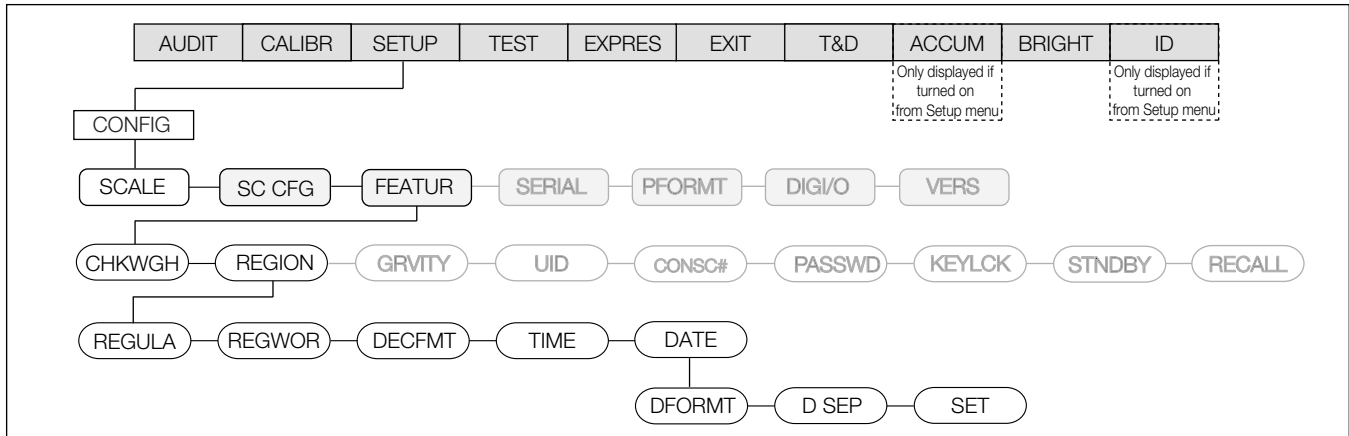 AUDIT CALIBR SETUP TEST EXPRES EXIT T&D ACCUM BRIGHT ID
Only displayed if turned on from Setup menu
Only displayed if turned on from Setup menu
CONFIG
SCALE SC CFG FEATUR SERIAL PFORMT DIGI/O VERS
CHKWGH REGION GRVITY UID CONSC# PASSWD KEYLCK STNDBY RECALL
REGULA REGWOR DECFMT TIME DATE
DFORMT D SEP SET